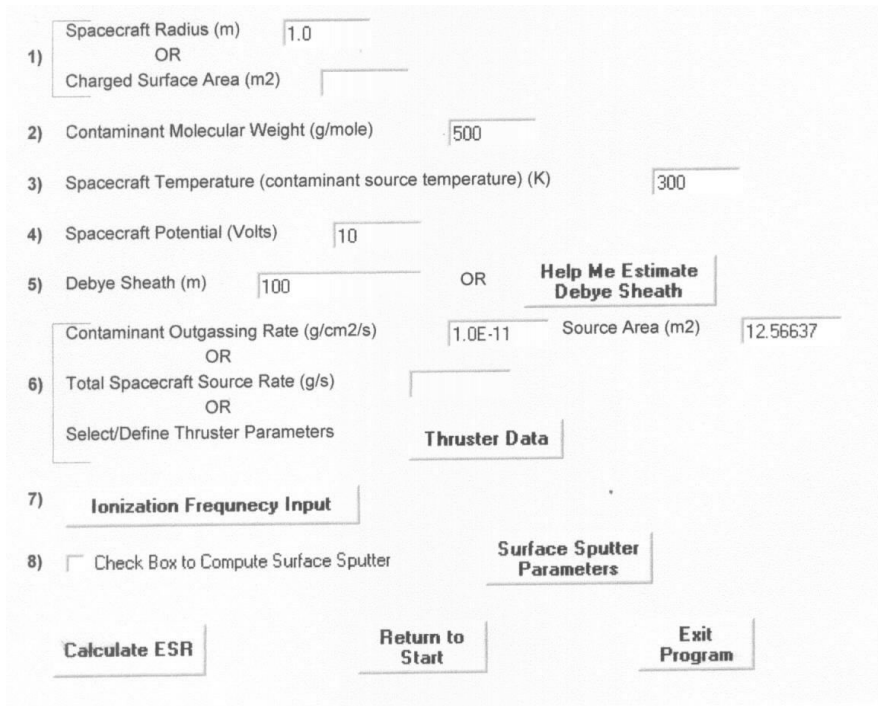 Spacecraft Radius (m) 1.0
1) OR
Charged Surface Area (m2)
2) Contaminant Molecular Weight (g/mole) 500
3) Spacecraft Temperature (contaminant source temperature) (K) 300
4) Spacecraft Potential (Volts) 10
5) Debye Sheath (m) 100 OR Help Me Estimate
Debye Sheath
Contaminant Outgassing Rate (g/cm2/s) 1.0E-11 Source Area (m2) 12.56637
OR
6) Total Spacecraft Source Rate (g/s)
OR
Select/Define Thruster Parameters Thruster Data
7) Ionization Frequnecy Input
8) Check Box to Compute Surface Sputter Surface Sputter
Parameters
Calculate ESR Return to
Start Exit
Program